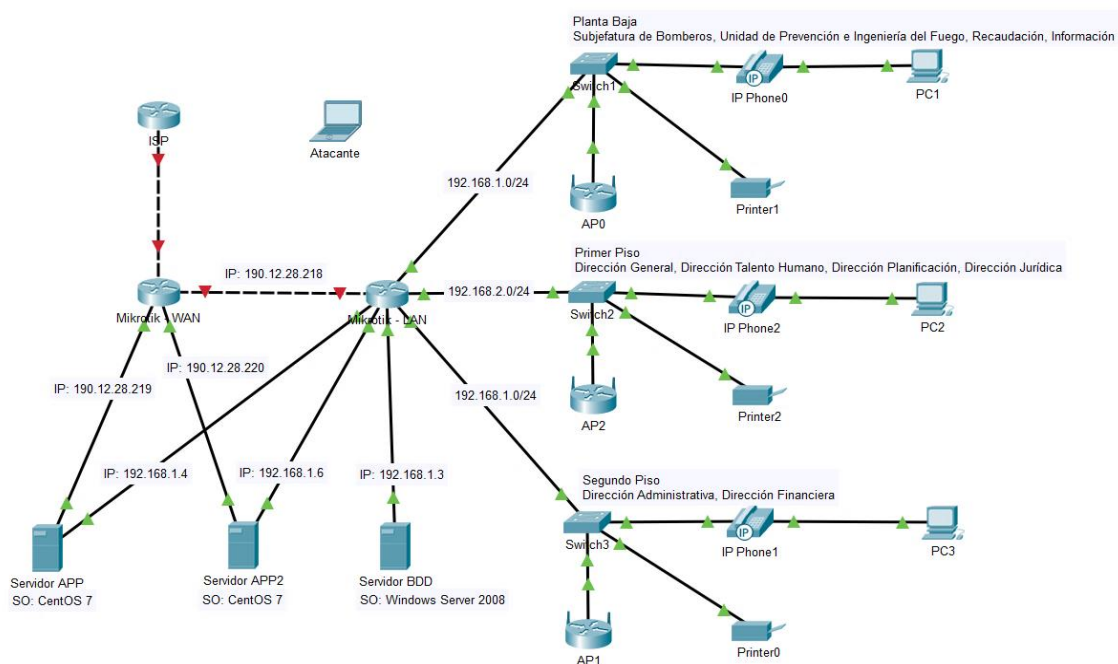 Planta Baja
Subjefatura de Bomberos, Unidad de Prevención e Ingeniería del Fuego, Recaudación, Información
Switch1
IP
IP Phone0
PC1
ISP
Atacante
192.168.1.0/24
AP0
Printer1
Primer Piso
Dirección General, Dirección Talento Humano, Dirección Planificación, Dirección Jurídica
IP: 190.12.28.218
192.168.2.0/24
Mikrotik - WAN
Mikrotik - LAN
Switch2
IP
IP Phone2
PC2
IP: 190.12.28.220
IP: 190.12.28.219
192.168.1.0/24
AP2
Printer2
IP: 192.168.1.4
IP: 192.168.1.6
IP: 192.168.1.3
Segundo Piso
Dirección Administrativa, Dirección Financiera
Switch3
IP
IP Phone1
PC3
Servidor APP
SO: CentOS 7
Servidor APP2
SO: CentOS 7
Servidor BDD
SO: Windows Server 2008
AP1
Printer0